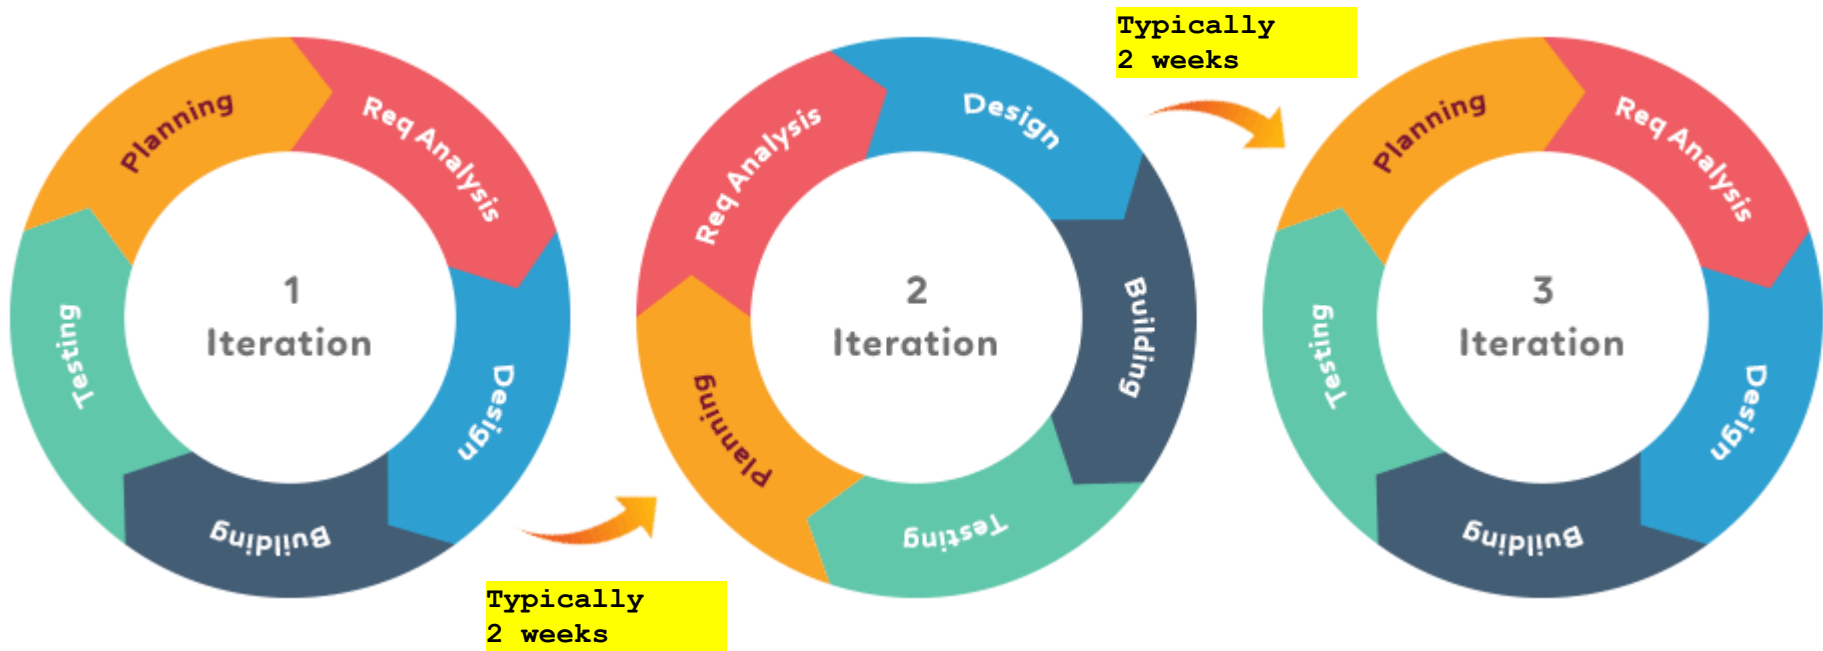 Planning
Req Analysis
Design
Building
Testing
1
Iteration
Typically
2 weeks
Planning
Req Analysis
Design
Building
Testing
2
Iteration
Typically
2 weeks
Planning
Req Analysis
Design
Building
Testing
3
Iteration